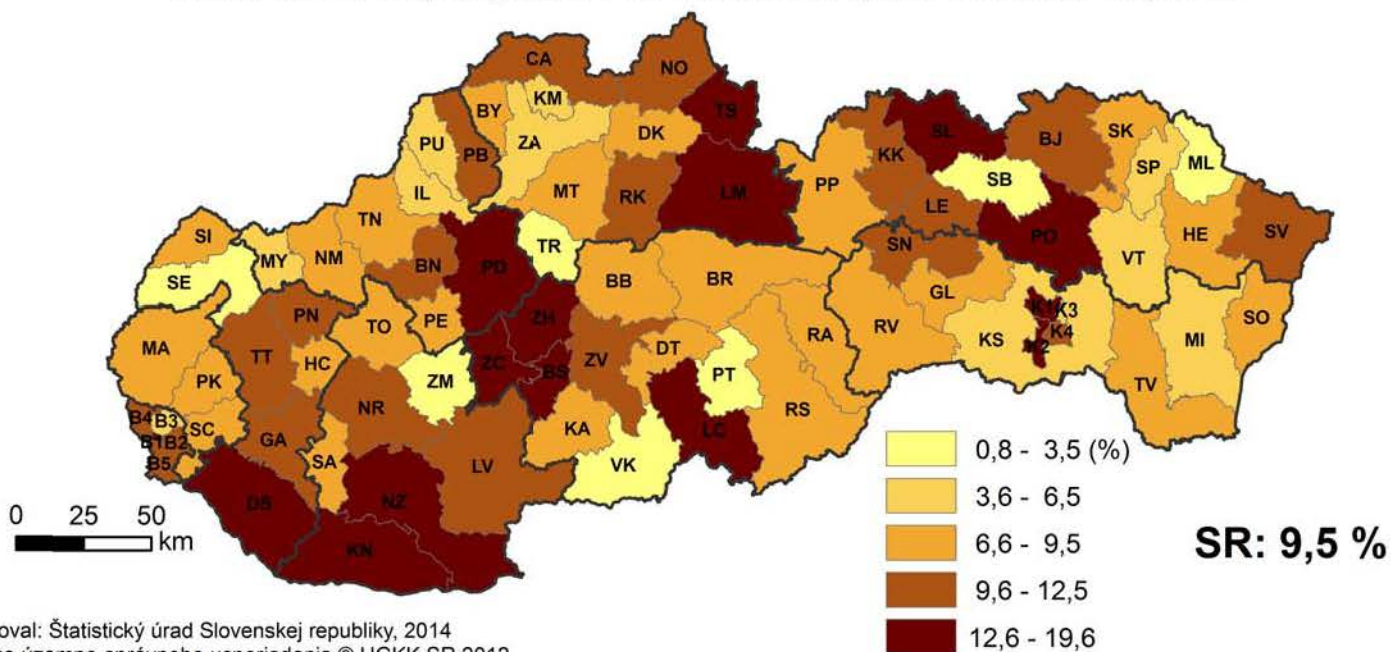 CA NO
TS
KM
BY
ZA
DK
PU
PB
IL
MT
RK
LM
PP
KK
SL
SB
BJ
SK
SP
ML
LE
PO
HE
SV
VT
SN
GL
RV
KS
K1 K3
K4
K2
MI
SO
TV
SI
SE
MY
NM
TN
BN
PD
TR
BB
BR
RA
RS
PN
TO
PE
ZH
ZC
BS
ZV
DT
PT
MA
TT
HC
PK
ZM
NR
KA
LC
VK
B4 B3 SC
B1 B2
B5
GA
SA
LV
DS
NZ
KN
0 25 50
km
0,8 - 3,5 (%)
3,6 - 6,5
6,6 - 9,5
9,6 - 12,5
12,6 - 19,6
SR: 9,5 %
oval: Štatistický úrad Slovenskej republiky, 2014